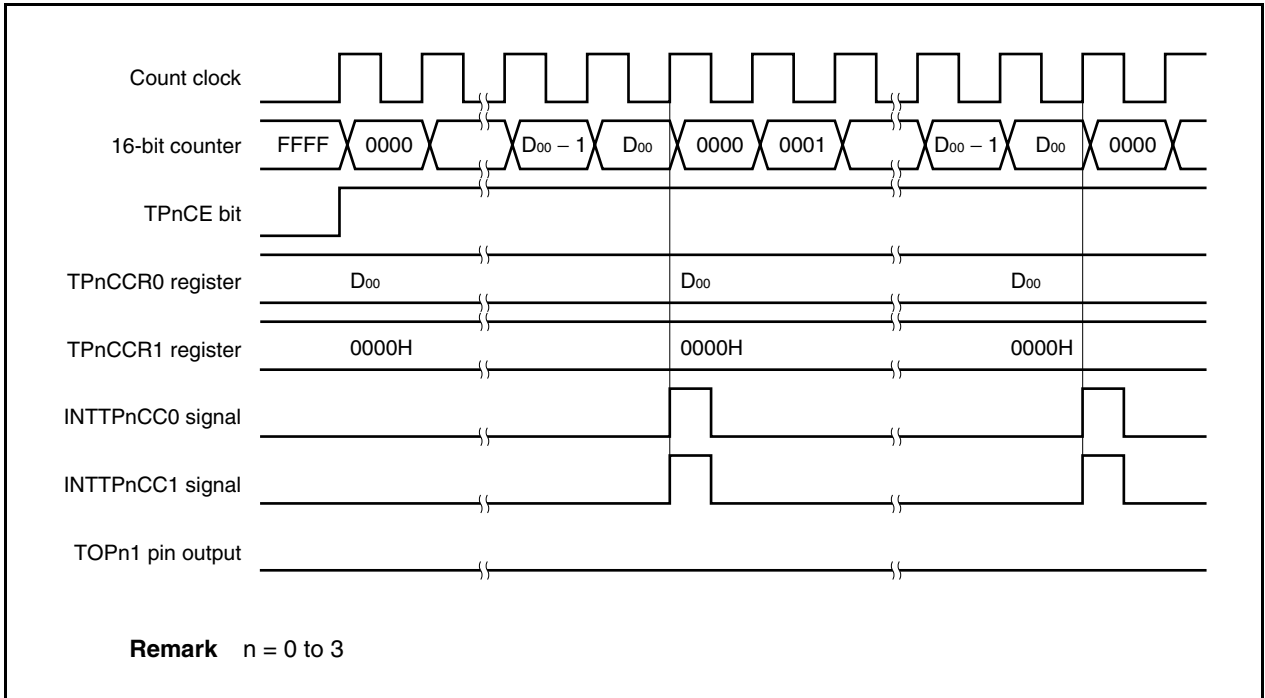 Count clock
16-bit counter FFFF 0000 D00 − 1 D00 0000 0001 D00 − 1 D00 0000
TPnCE bit
TPnCCR0 register D00 D00 D00
TPnCCR1 register 0000H 0000H 0000H
INTTPnCC0 signal
INTTPnCC1 signal
TOPn1 pin output
Remark n = 0 to 3